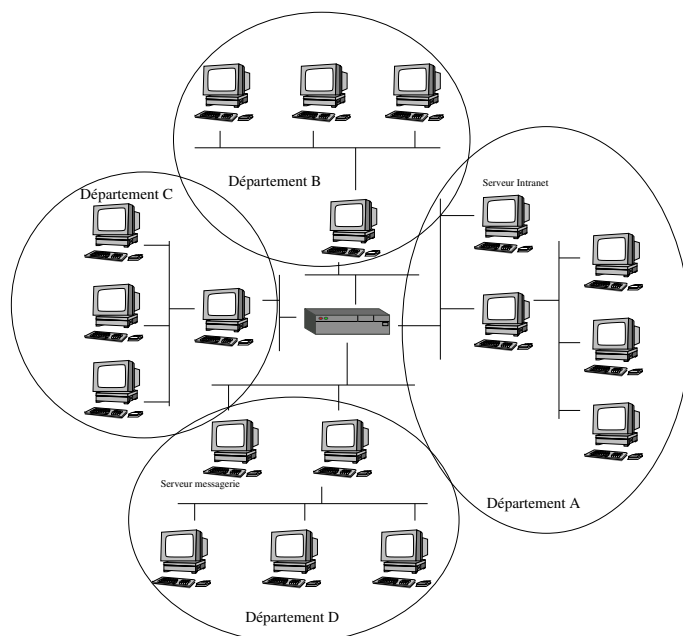 Département B
Serveur Intranet
Département C
Serveur messagerie
Département A
Département D